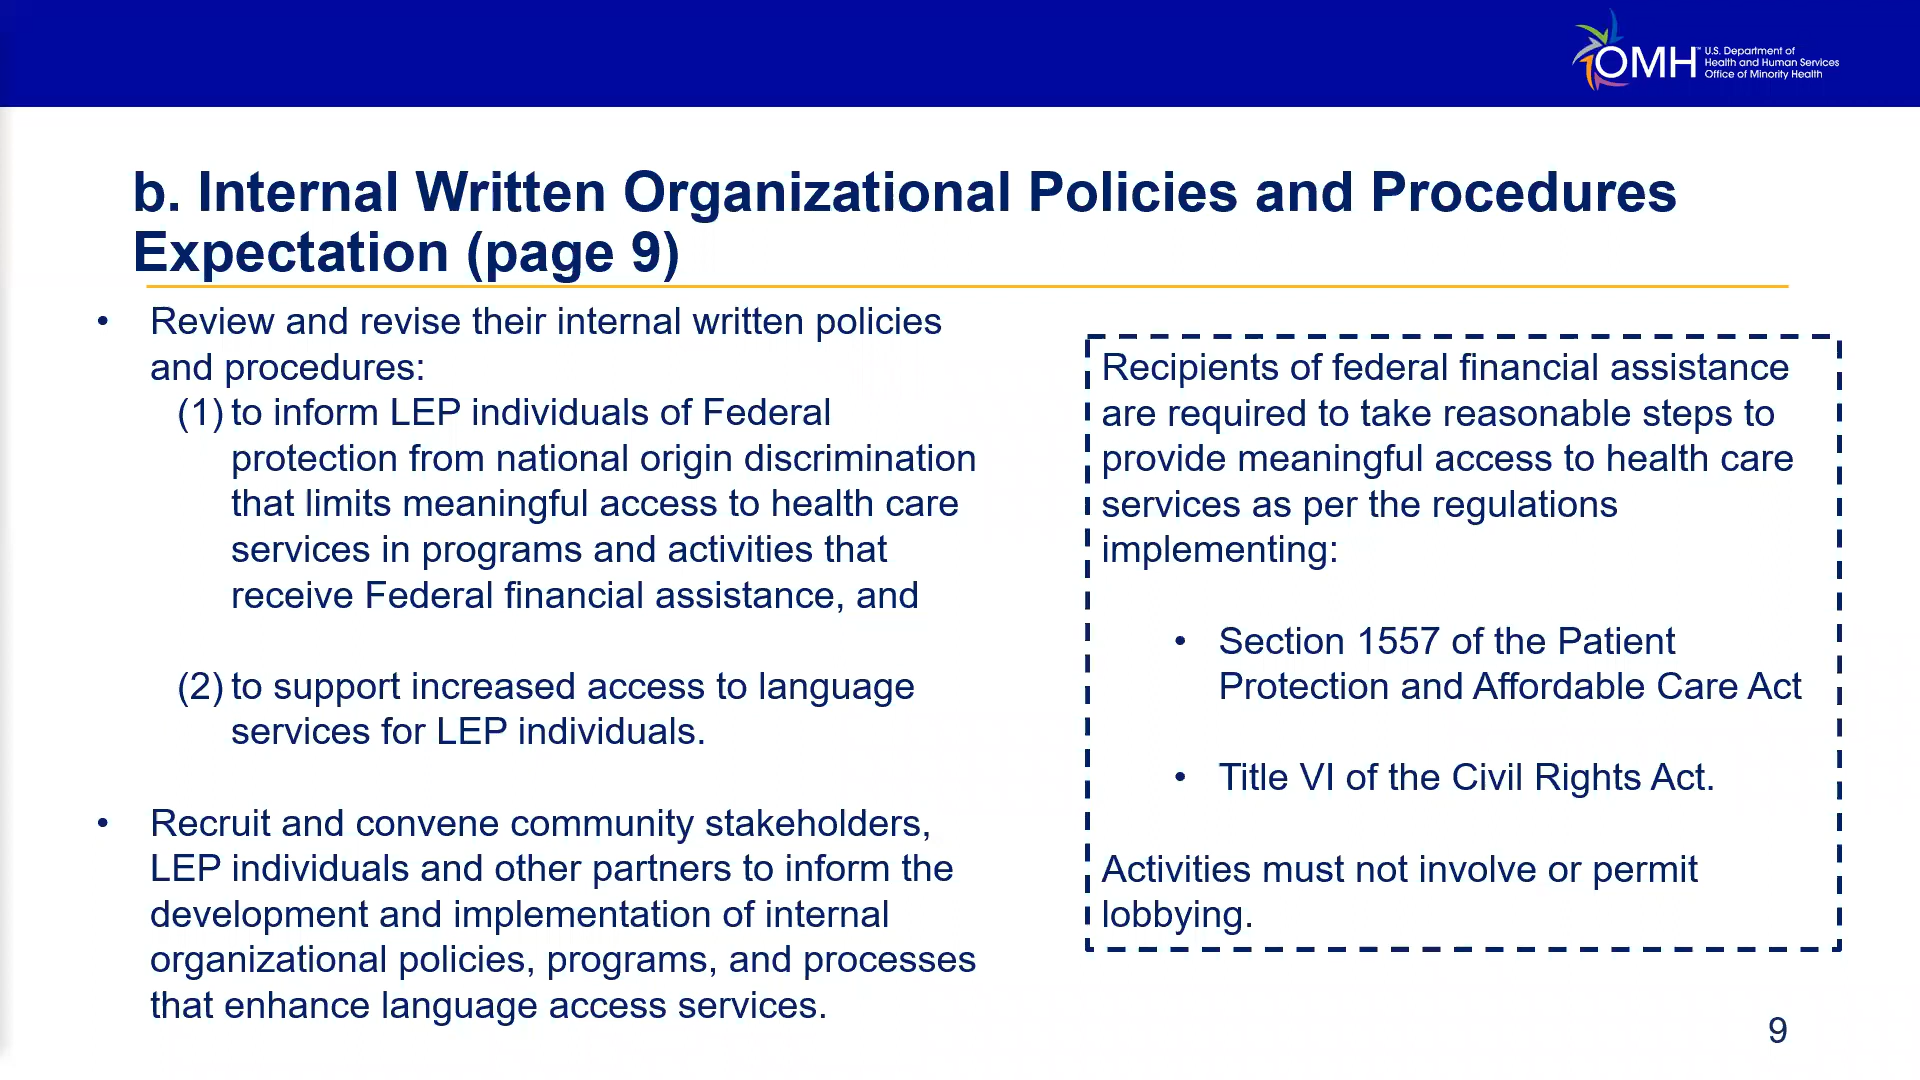 OMH
U.S. Department of
Health and Human Services
Office of Minority Health
b. Internal Written Organizational Policies and Procedures
Expectation (page 9)
• Review and revise their internal written policies
and procedures:
(1) to inform LEP individuals of Federal
protection from national origin discrimination
that limits meaningful access to health care
services in programs and activities that
receive Federal financial assistance, and
(2) to support increased access to language
services for LEP individuals.
• Recruit and convene community stakeholders,
LEP individuals and other partners to inform the
development and implementation of internal
organizational policies, programs, and processes
that enhance language access services.
Recipients of federal financial assistance
are required to take reasonable steps to
provide meaningful access to health care
services as per the regulations
implementing:
• Section 1557 of the Patient
Protection and Affordable Care Act
• Title VI of the Civil Rights Act.
Activities must not involve or permit
lobbying.
9